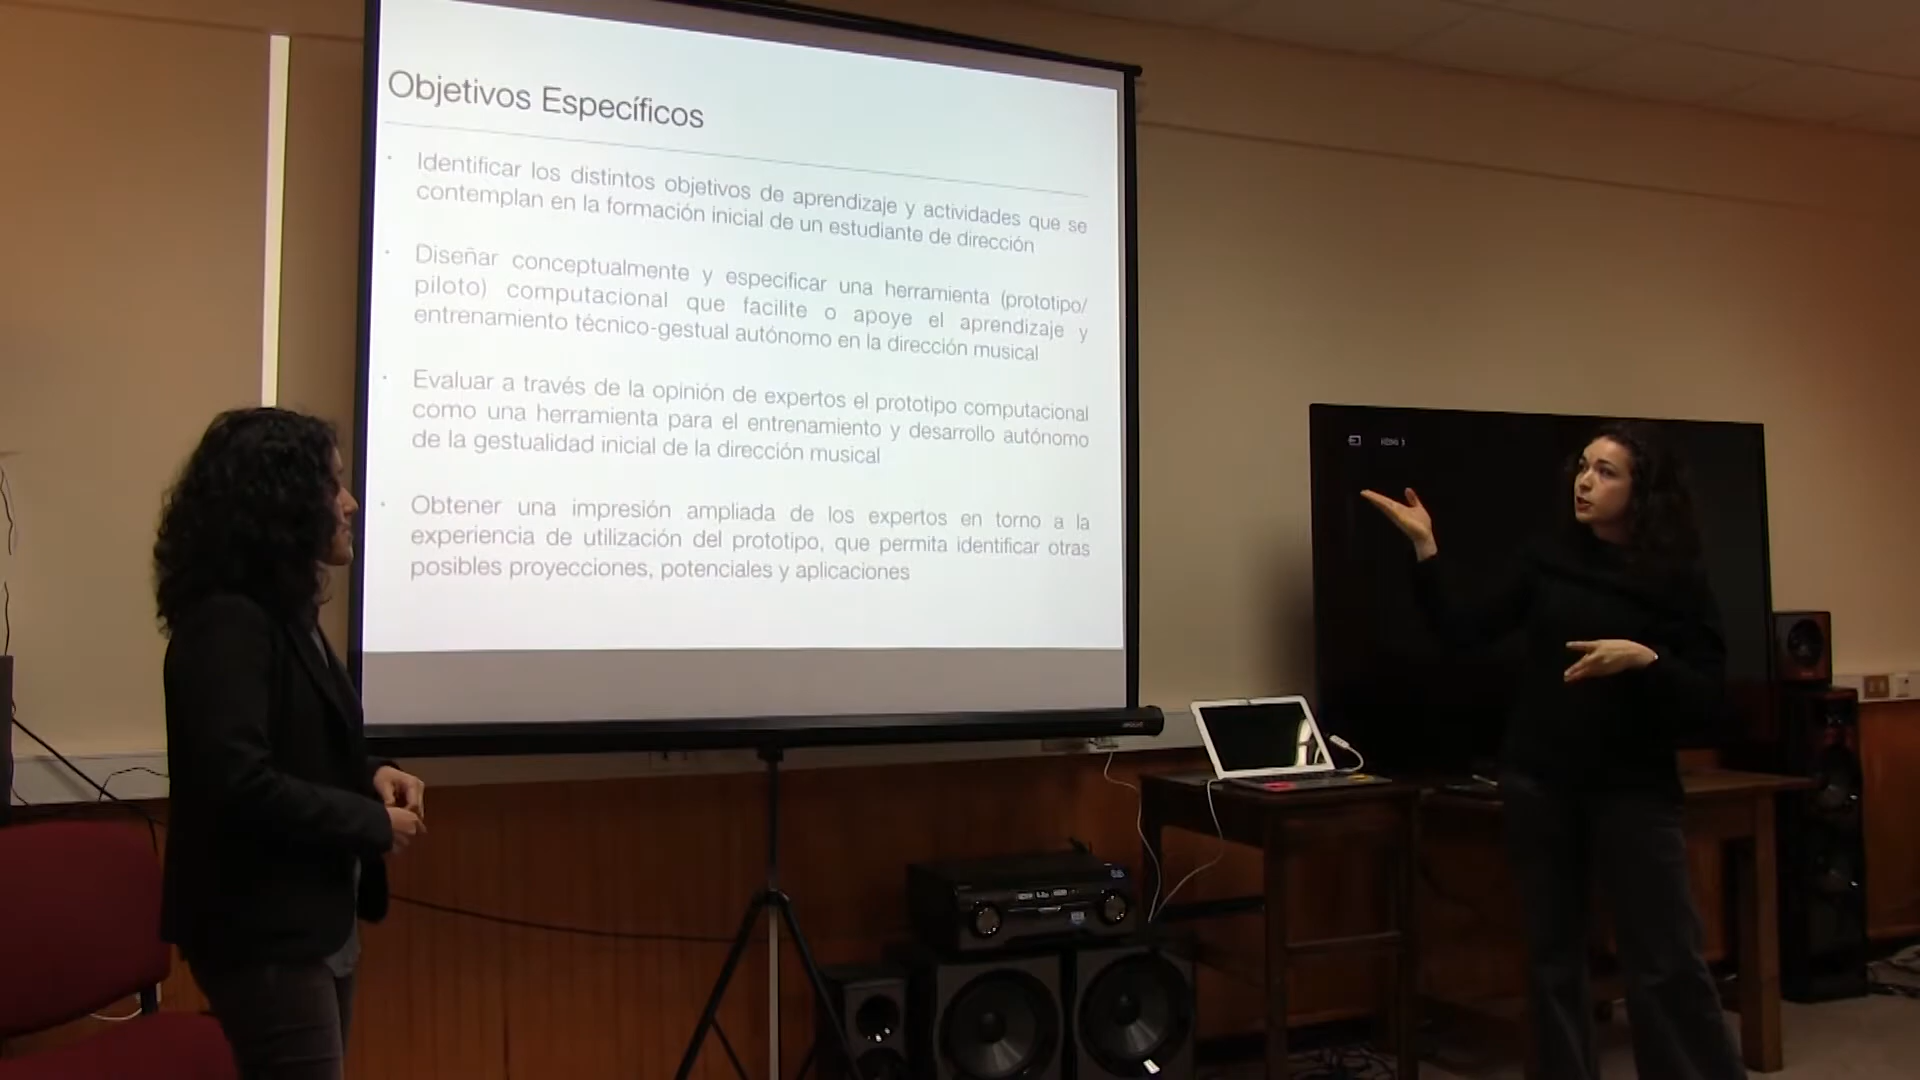 Objetivos Específicos
· Identificar los distintos objetivos de aprendizaje y actividades que se
contemplan en la formación inicial de un estudiante de dirección
· Diseñar conceptualmente y especificar una herramienta (prototipo/
piloto) computacional que facilite o apoye el aprendizaje y
entrenamiento técnico-gestual autónomo en la dirección musical
· Evaluar a través de la opinión de expertos el prototipo computacional
como una herramienta para el entrenamiento y desarrollo autónomo
de la gestualidad inicial de la dirección musical
· Obtener una impresión ampliada de los expertos en torno a la
experiencia de utilización del prototipo, que permita identificar otras
posibles proyecciones, potenciales y aplicaciones